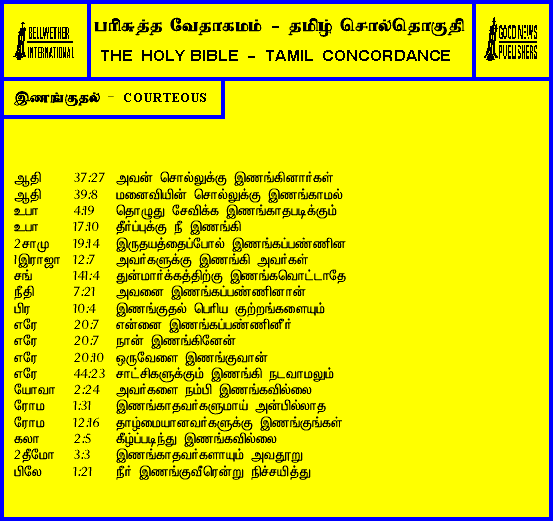 BELLWETHER
INTERNATIONAL
பரிசுத்த வேதாகமம் - தமிழ் சொல்தொகுதி
THE HOLY BIBLE - TAMIL CONCORDANCE
GOOD NEWS
PUBLISHERS
இணங்குதல் - COURTEOUS
ஆதி 37:27 அவன் சொல்லுக்கு இணங்கினார்கள்
ஆதி 39:8 மனைவியின் சொல்லுக்கு இணங்காமல்
உபா 4:19 தொழுது சேவிக்க இணங்காதபடிக்கும்
உபா 17:10 தீர்ப்புக்கு நீ இணங்கி
2சாமு 19:14 இருதயத்தைப்போல் இணங்கப்பண்ணின
1இராஜா 12:7 அவர்களுக்கு இணங்கி அவர்கள்
சங் 141:4 துன்மார்க்கத்திற்கு இணங்கவொட்டாதே
நீதி 7:21 அவனை இணங்கப்பண்ணினான்
பிர 10:4 இணங்குதல் பெரிய குற்றங்களையும்
எரே 20:7 என்னை இணங்கப்பண்ணினீர்
எரே 20:7 நான் இணங்கினேன்
எரே 20:10 ஒருவேளை இணங்குவான்
எரே 44:23 சாட்சிகளுக்கும் இணங்கி நடவாமலும்
யோவா 2:24 அவர்களை நம்பி இணங்கவில்லை
ரோம 1:31 இணங்காதவர்களுமாய் அன்பில்லாத
ரோம 12:16 தாழ்மையானவர்களுக்கு இணங்குங்கள்
கலா 2:5 கீழ்ப்படிந்து இணங்கவில்லை
2தீமோ 3:3 இணங்காதவர்களாயும் அவதூறு
பிலே 1:21 நீர் இணங்குவீரென்று நிச்சயித்து